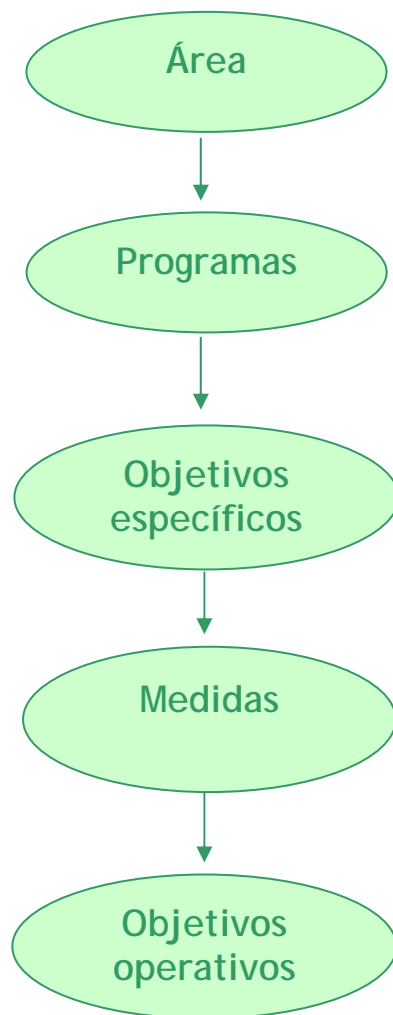 Área
Programas
Objetivos
específicos
Medidas
Objetivos
operativos